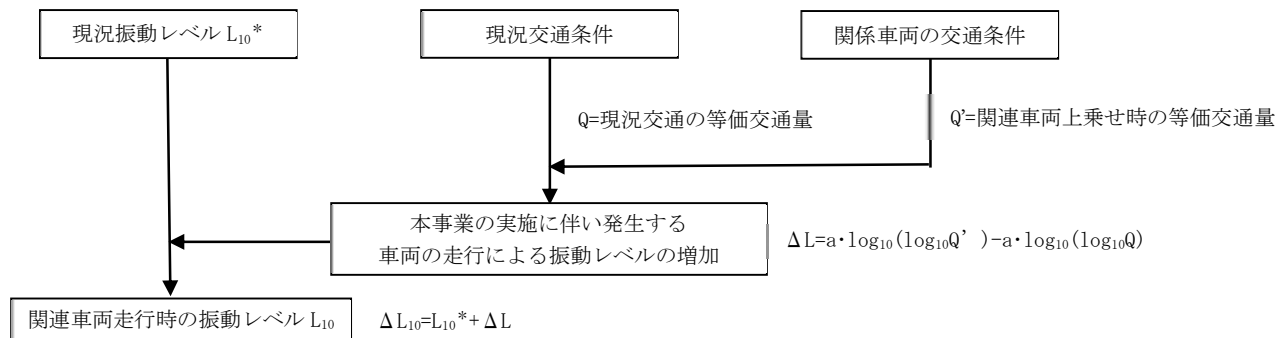 現況振動レベル L₁₀*
現況交通条件
関係車両の交通条件
Q=現況交通の等価交通量
Q’=関連車両上乗せ時の等価交通量
本事業の実施に伴い発生する
車両の走行による振動レベルの増加
ΔL=a･log₁₀(log₁₀Q’)-a･log₁₀(log₁₀Q)
関連車両走行時の振動レベル L₁₀
ΔL₁₀=L₁₀*+ΔL